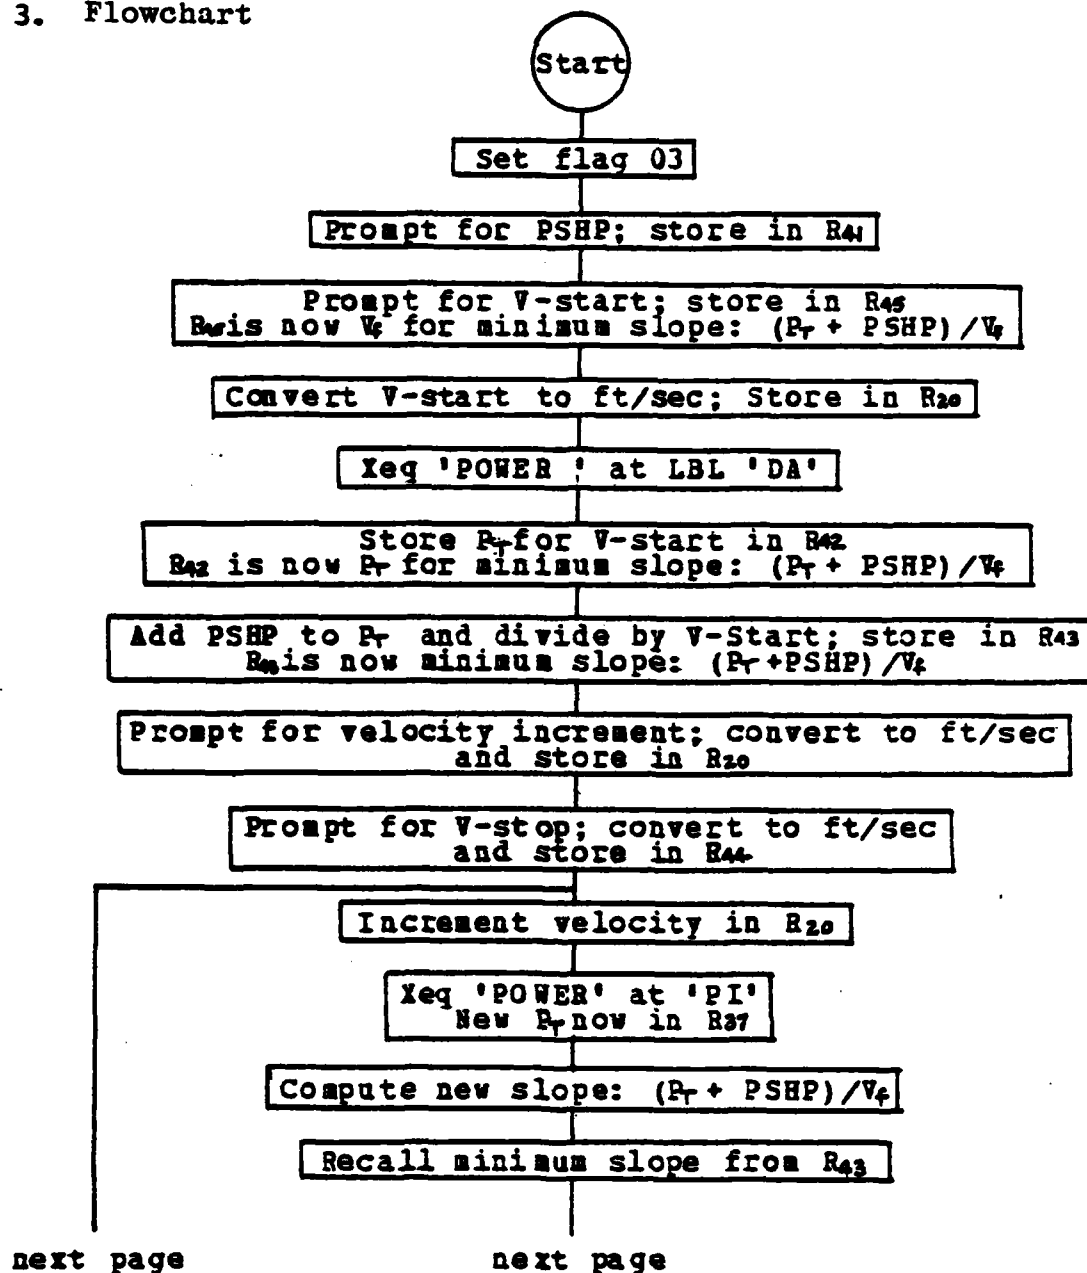 3. Flowchart
Start
Set flag 03
Prompt for PSHP; store in R41
Prompt for V-start; store in R45
R45 is now Vf for minimum slope: (PT + PSHP)/Vf
Convert V-start to ft/sec; Store in R20
Xeq 'POWER ' at LBL 'DA'
Store PT for V-start in R42
R42 is now PT for minimum slope: (PT + PSHP)/Vf
Add PSHP to PT and divide by V-Start; store in R43
R43 is now minimum slope: (PT +PSHP)/Vf
Prompt for velocity increment; convert to ft/sec
and store in R20
Prompt for V-stop; convert to ft/sec
and store in R44
Increment velocity in R20
Xeq 'POWER' at 'PI'
New PT now in R37
Compute new slope: (PT + PSHP)/Vf
Recall minimum slope from R43
next page
next page